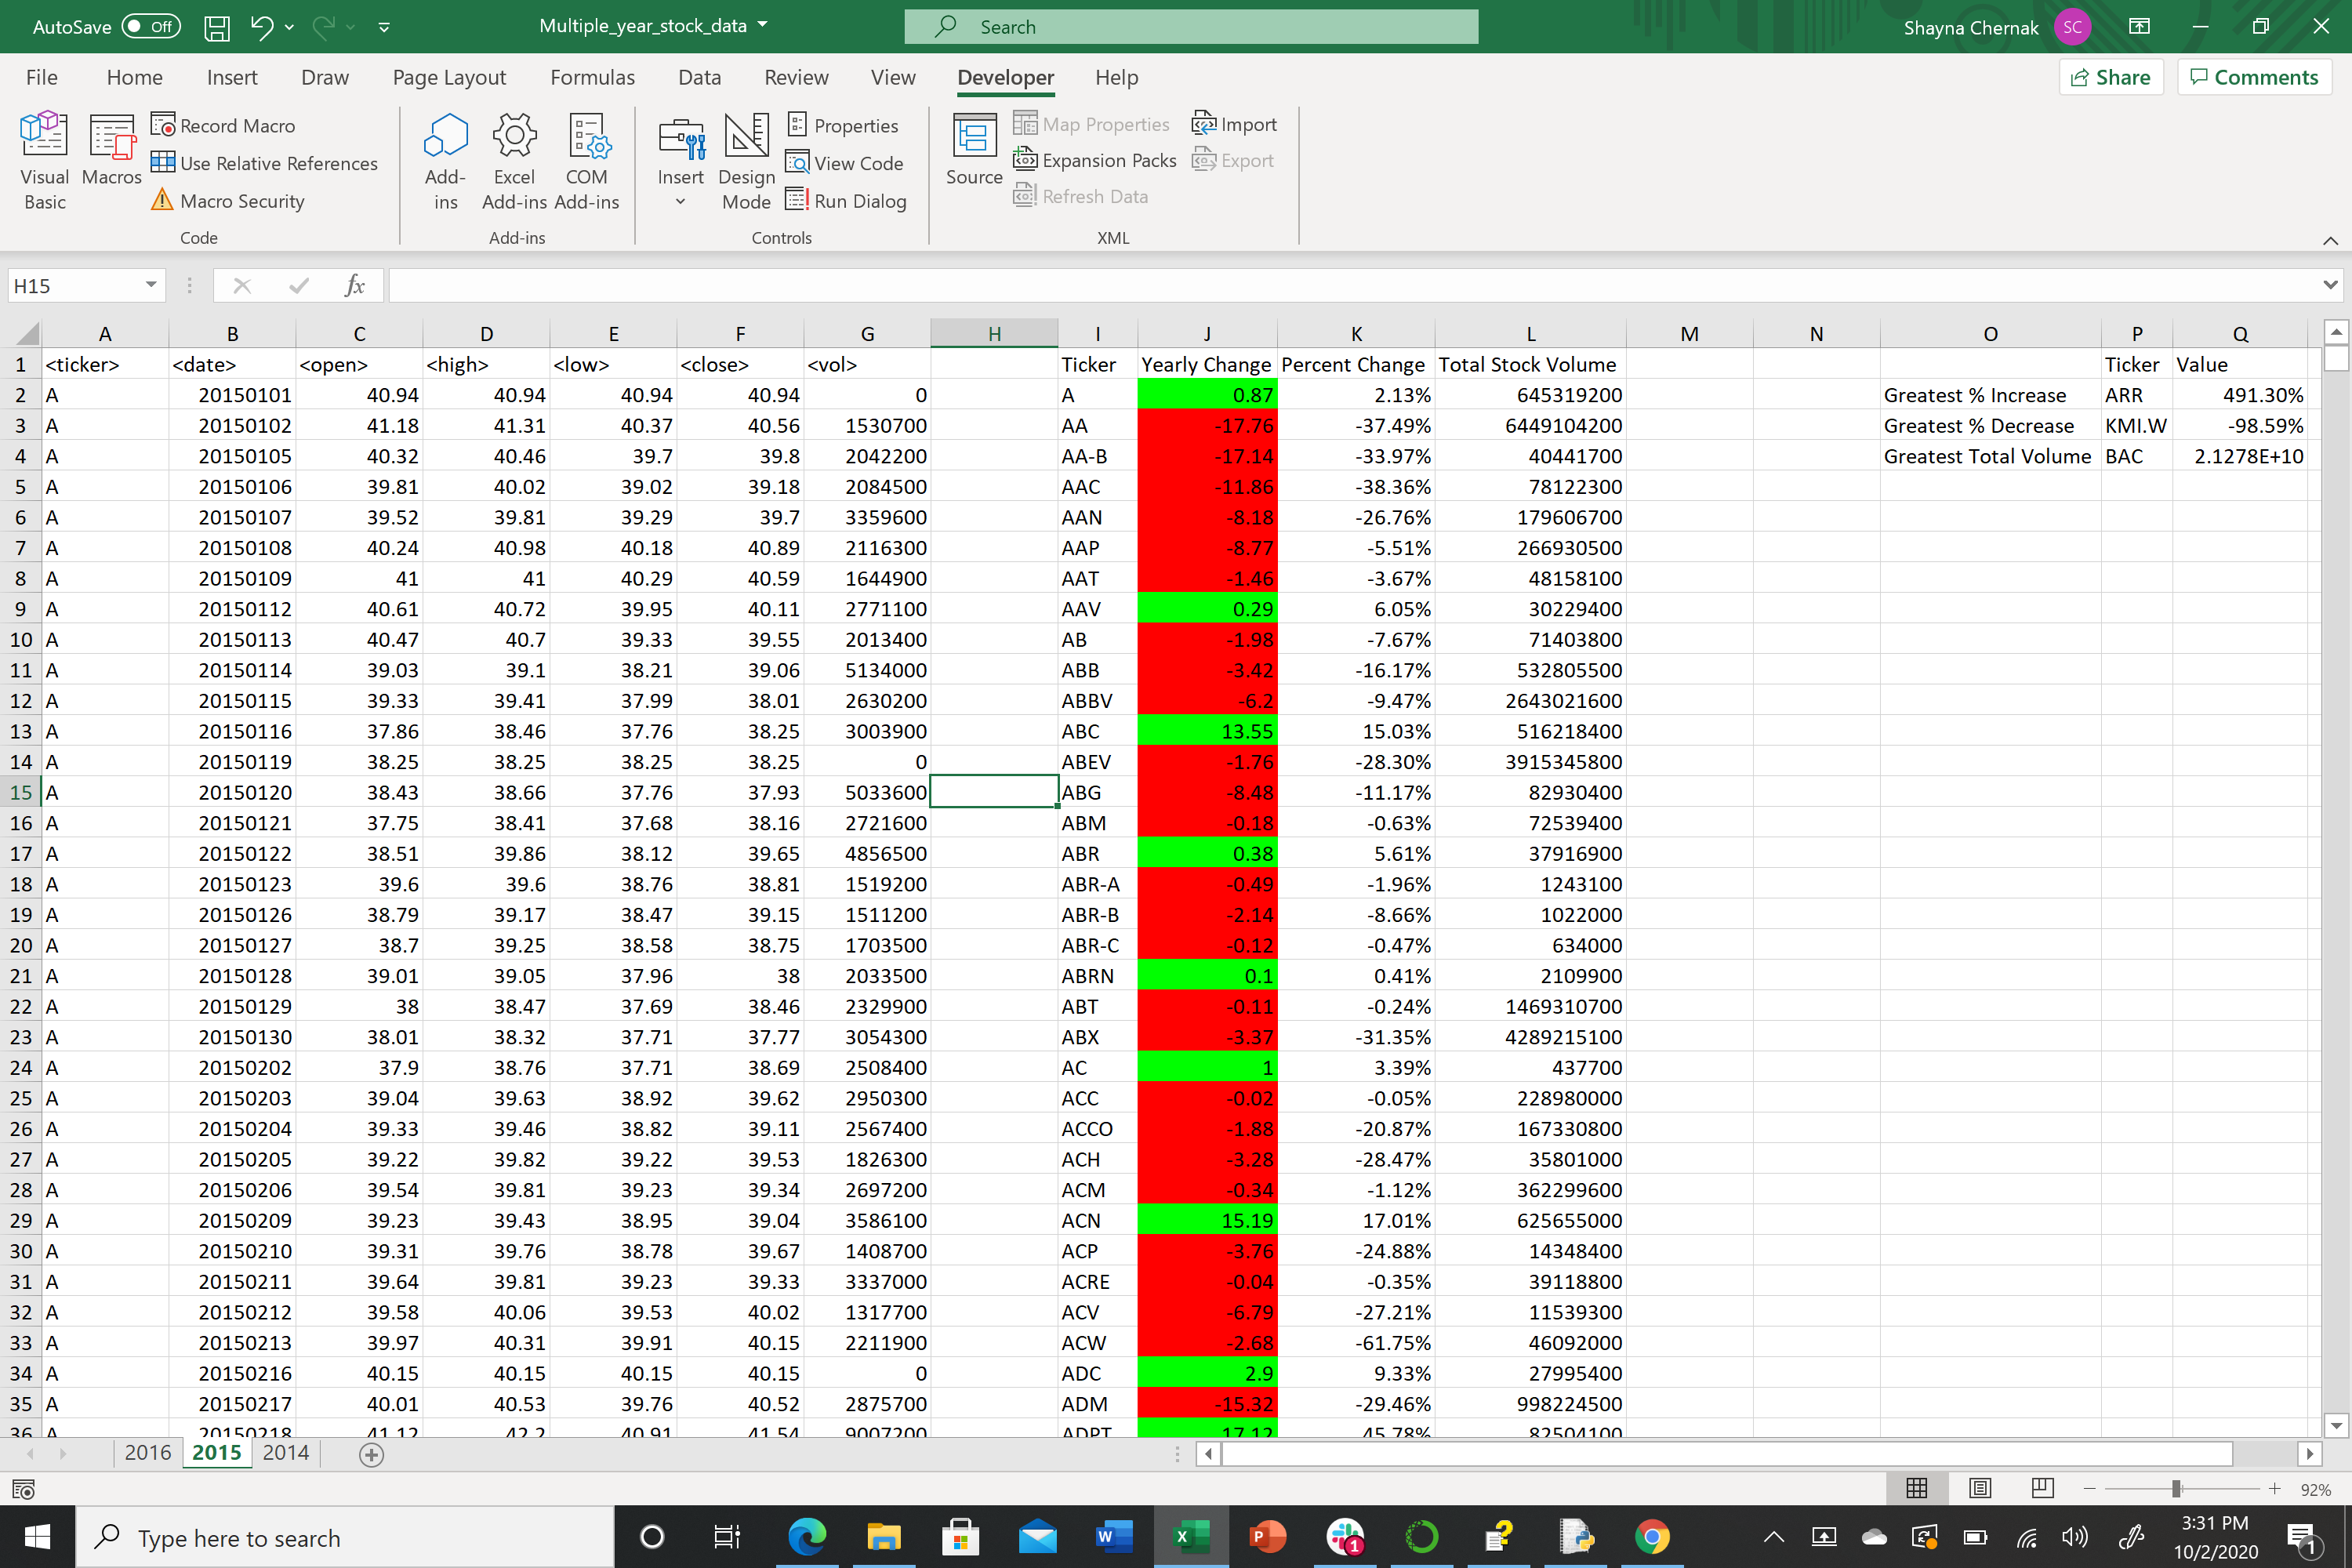 AutoSave Off Multiple_year_stock_data Search Shayna Chernak SC
File Home Insert Draw Page Layout Formulas Data Review View Developer Help Share Comments
Visual Basic Macros Record Macro Use Relative References Macro Security Code
Add-ins Excel Add-ins COM Add-ins Add-ins
Insert Design Mode Properties View Code Run Dialog Controls
Source Map Properties Expansion Packs Refresh Data Import Export XML
H15 fx
A B C D E F G H I J K L M N O P Q
1 <ticker> <date> <open> <high> <low> <close> <vol> Ticker Yearly Change Percent Change Total Stock Volume Ticker Value
2 A 20150101 40.94 40.94 40.94 40.94 0 A 0.87 2.13% 645319200 Greatest % Increase ARR 491.30%
3 A 20150102 41.18 41.31 40.37 40.56 1530700 AA -17.76 -37.49% 6449104200 Greatest % Decrease KMI.W -98.59%
4 A 20150105 40.32 40.46 39.7 39.8 2042200 AA-B -17.14 -33.97% 40441700 Greatest Total Volume BAC 2.1278E+10
5 A 20150106 39.81 40.02 39.02 39.18 2084500 AAC -11.86 -38.36% 78122300
6 A 20150107 39.52 39.81 39.29 39.7 3359600 AAN -8.18 -26.76% 179606700
7 A 20150108 40.24 40.98 40.18 40.89 2116300 AAP -8.77 -5.51% 266930500
8 A 20150109 41 41 40.29 40.59 1644900 AAT -1.46 -3.67% 48158100
9 A 20150112 40.61 40.72 39.95 40.11 2771100 AAV 0.29 6.05% 30229400
10 A 20150113 40.47 40.7 39.33 39.55 2013400 AB -1.98 -7.67% 71403800
11 A 20150114 39.03 39.1 38.21 39.06 5134000 ABB -3.42 -16.17% 532805500
12 A 20150115 39.33 39.41 37.99 38.01 2630200 ABBV -6.2 -9.47% 2643021600
13 A 20150116 37.86 38.46 37.76 38.25 3003900 ABC 13.55 15.03% 516218400
14 A 20150119 38.25 38.25 38.25 38.25 0 ABEV -1.76 -28.30% 3915345800
15 A 20150120 38.43 38.66 37.76 37.93 5033600 ABG -8.48 -11.17% 82930400
16 A 20150121 37.75 38.41 37.68 38.16 2721600 ABM -0.18 -0.63% 72539400
17 A 20150122 38.51 39.86 38.12 39.65 4856500 ABR 0.38 5.61% 37916900
18 A 20150123 39.6 39.6 38.76 38.81 1519200 ABR-A -0.49 -1.96% 1243100
19 A 20150126 38.79 39.17 38.47 39.15 1511200 ABR-B -2.14 -8.66% 1022000
20 A 20150127 38.7 39.25 38.58 38.75 1703500 ABR-C -0.12 -0.47% 634000
21 A 20150128 39.01 39.05 37.96 38 2033500 ABRN 0.1 0.41% 2109900
22 A 20150129 38 38.47 37.69 38.46 2329900 ABT -0.11 -0.24% 1469310700
23 A 20150130 38.01 38.32 37.71 37.77 3054300 ABX -3.37 -31.35% 4289215100
24 A 20150202 37.9 38.76 37.71 38.69 2508400 AC 1 3.39% 437700
25 A 20150203 39.04 39.63 38.92 39.62 2950300 ACC -0.02 -0.05% 228980000
26 A 20150204 39.33 39.46 38.82 39.11 2567400 ACCO -1.88 -20.87% 167330800
27 A 20150205 39.22 39.82 39.22 39.53 1826300 ACH -3.28 -28.47% 35801000
28 A 20150206 39.54 39.81 39.23 39.34 2697200 ACM -0.34 -1.12% 362299600
29 A 20150209 39.23 39.43 38.95 39.04 3586100 ACN 15.19 17.01% 625655000
30 A 20150210 39.31 39.76 38.78 39.67 1408700 ACP -3.76 -24.88% 14348400
31 A 20150211 39.64 39.81 39.23 39.33 3337000 ACRE -0.04 -0.35% 39118800
32 A 20150212 39.58 40.06 39.53 40.02 1317700 ACV -6.79 -27.21% 11539300
33 A 20150213 39.97 40.31 39.91 40.15 2211900 ACW -2.68 -61.75% 46092000
34 A 20150216 40.15 40.15 40.15 40.15 0 ADC 2.9 9.33% 27995400
35 A 20150217 40.01 40.53 39.76 40.52 2875700 ADM -15.32 -29.46% 998224500
36 A 20150218 41.12 42.2 40.91 41.54 9007200 ADPT 17.12 45.78% 82504100
2016 2015 2014
92%
Type here to search
3:31 PM
10/2/2020